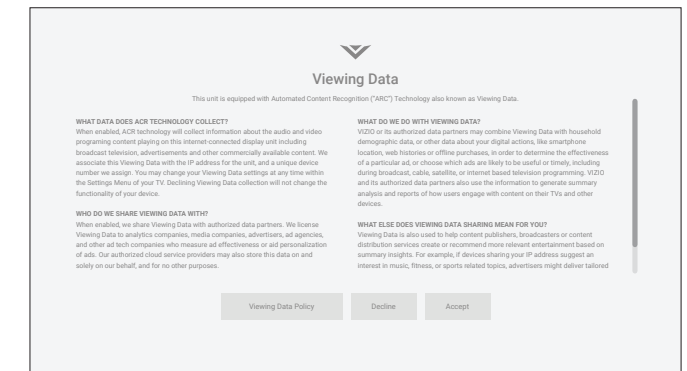 Viewing Data
This unit is equipped with Automated Content Recognition ("ARC") Technology also known as Viewing Data.
WHAT DATA DOES ACR TECHNOLOGY COLLECT?
When enabled, ACR technology will collect information about the audio and video
programing content playing on this internet-connected display unit including
broadcast television, advertisements and other commercially available content. We
associate this Viewing Data with the IP address for the unit, and a unique device
number we assign. You may change your Viewing Data settings at any time within
the Settings Menu of your TV. Declining Viewing Data collection will not change the
functionality of your device.
WHO DO WE SHARE VIEWING DATA WITH?
When enabled, we share Viewing Data with authorized data partners. We license
Viewing Data to analytics companies, media companies, advertisers, ad agencies,
and other ad tech companies who measure ad effectiveness or aid personalization
of ads. Our authorized cloud service providers may also store this data on and
solely on our behalf, and for no other purposes.
WHAT DO WE DO WITH VIEWING DATA?
VIZIO or its authorized data partners may combine Viewing Data with household
demographic data, or other data about your digital actions, like smartphone
location, web histories or offline purchases, in order to determine the effectiveness
of a particular ad, or choose which ads are likely to be useful or timely, including
during broadcast, cable, satellite, or internet based television programming. VIZIO
and its authorized data partners also use the information to generate summary
analysis and reports of how users engage with content on their TVs and other
devices.
WHAT ELSE DOES VIEWING DATA SHARING MEAN FOR YOU?
Viewing Data is also used to help content publishers, broadcasters or content
distribution services create or recommend more relevant entertainment based on
summary insights. For example, if devices sharing your IP address suggest an
interest in music, fitness, or sports related topics, advertisers might deliver tailored
Viewing Data Policy
Decline
Accept